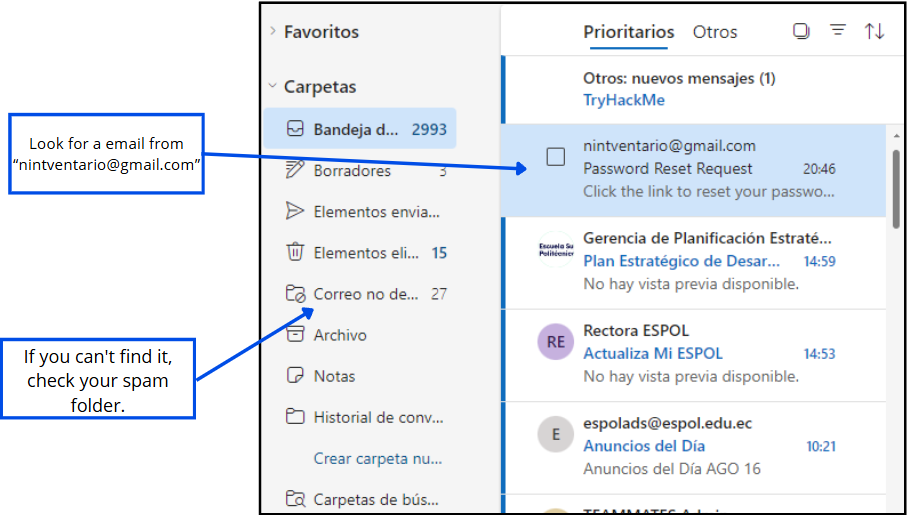 Favoritos
Carpetas
Bandeja d... 2993
Borradores 3
Elementos envia...
Elementos eli... 15
Correo no de... 27
Archivo
Notas
Historial de conv...
Crear carpeta nu...
Carpetas de bús...
Prioritarios Otros
Otros: nuevos mensajes (1)
TryHackMe
nintventario@gmail.com
Password Reset Request 20:46
Click the link to reset your passwo...
Escuela Su
Politécnica
Gerencia de Planificación Estraté...
Plan Estratégico de Desar... 14:59
No hay vista previa disponible.
RE
Rectora ESPOL
Actualiza Mi ESPOL 14:53
No hay vista previa disponible.
E
espolads@espol.edu.ec
Anuncios del Día 10:21
Anuncios del Día AGO 16
Look for a email from
“nintventario@gmail.com”
If you can't find it,
check your spam
folder.